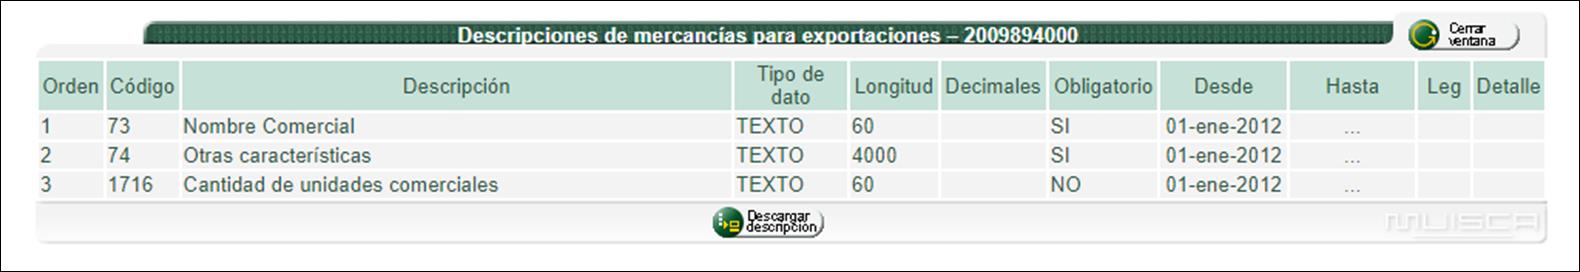 Descripciones de mercancías para exportaciones – 2009894000
Cerrar ventana
Orden Código Descripción Tipo de dato Longitud Decimales Obligatorio Desde Hasta Leg Detalle
1 73 Nombre Comercial TEXTO 60 SI 01-ene-2012 ...
2 74 Otras características TEXTO 4000 SI 01-ene-2012 ...
3 1716 Cantidad de unidades comerciales TEXTO 60 NO 01-ene-2012 ...
Descargar descripción
MUISCA